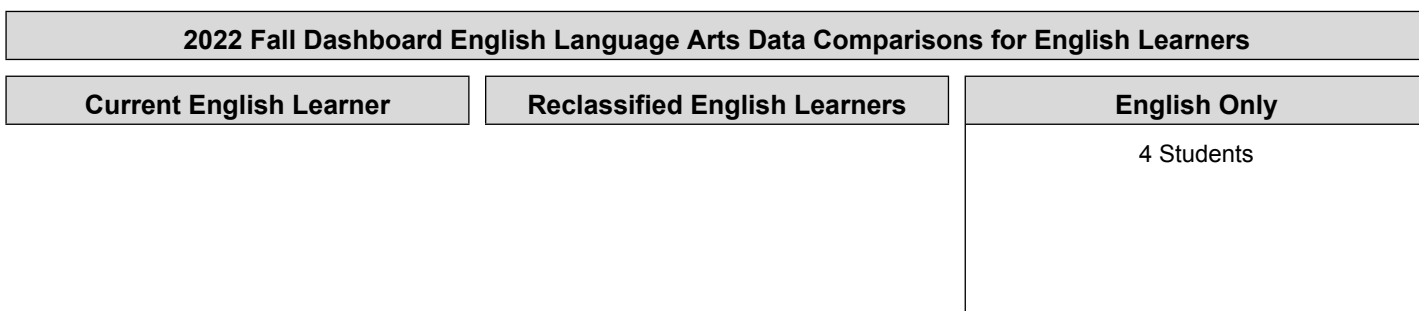 2022 Fall Dashboard English Language Arts Data Comparisons for English Learners
Current English Learner
Reclassified English Learners
English Only
4 Students